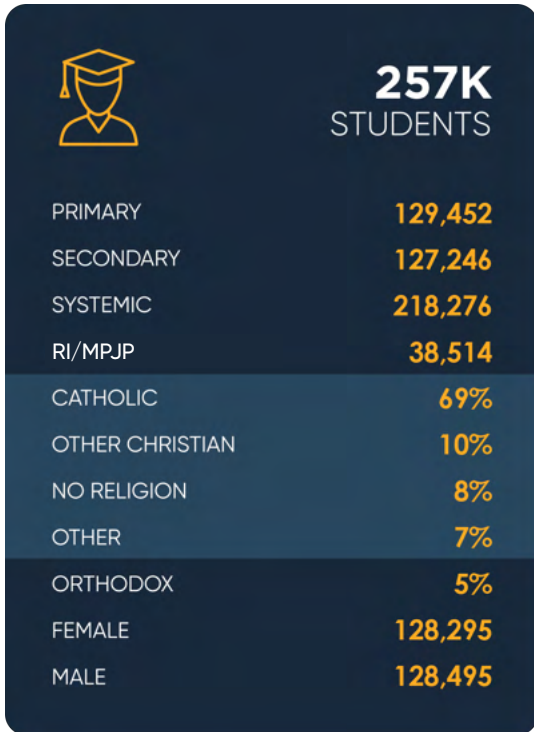 257K
STUDENTS
PRIMARY 129,452
SECONDARY 127,246
SYSTEMIC 218,276
RI/MPJP 38,514
CATHOLIC 69%
OTHER CHRISTIAN 10%
NO RELIGION 8%
OTHER 7%
ORTHODOX 5%
FEMALE 128,295
MALE 128,495